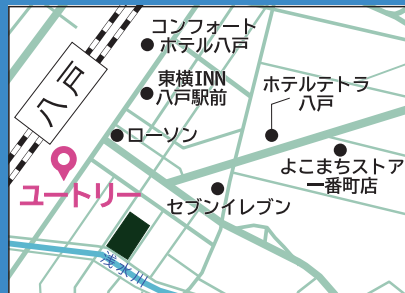 コンフォート
ホテル八戸
東横INN
八戸駅前
八戸
ホテルテトラ
八戸
ローソン
よこまちストア
一番町店
ユートリー
セブンイレブン
浅水川